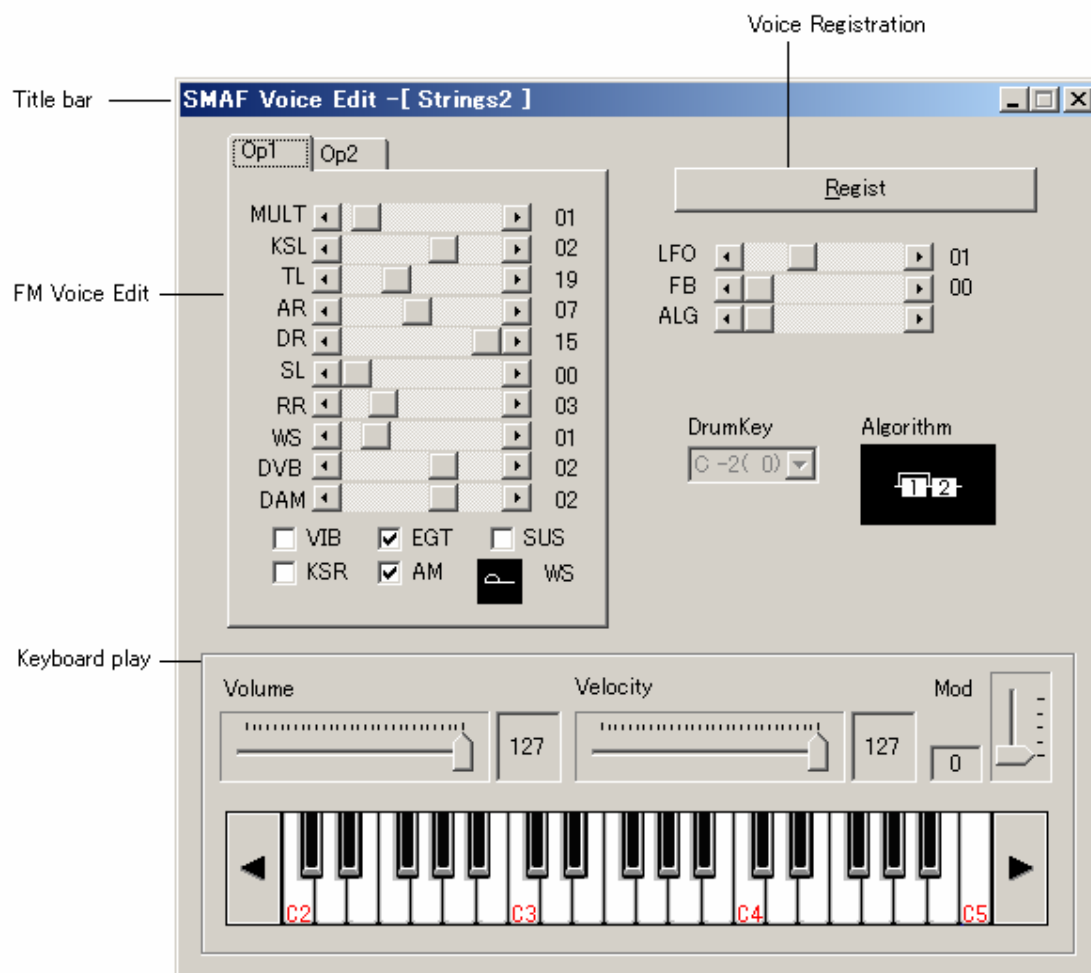 Voice Registration
Title bar
SMAF Voice Edit -[ Strings2 ]
Op1 Op2
Regist
MULT 01
KSL 02
TL 19
AR 07
DR 15
SL 00
RR 03
WS 01
DVB 02
DAM 02
VIB EGT SUS
KSR AM WS
FM Voice Edit
LFO 01
FB 00
ALG
DrumKey
C -2( 0)
Algorithm
1 2
Keyboard play
Volume
127
Velocity
127
Mod
0
C2 C3 C4 C5